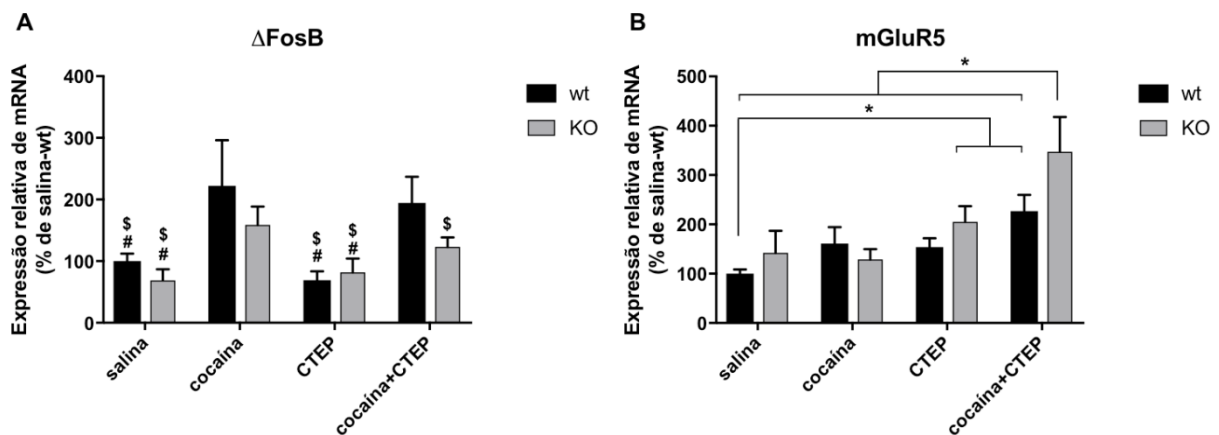 A
ΔFosB
Expressão relativa de mRNA
(% de salina-wt)
400
300
200
100
0
$
#
$
#
$
#
$
#
$
salina
cocaína
CTEP
cocaína+CTEP
wt
KO
B
mGluR5
Expressão relativa de mRNA
(% de salina-wt)
500
400
300
200
100
0
*
*
salina
cocaína
CTEP
cocaína+CTEP
wt
KO